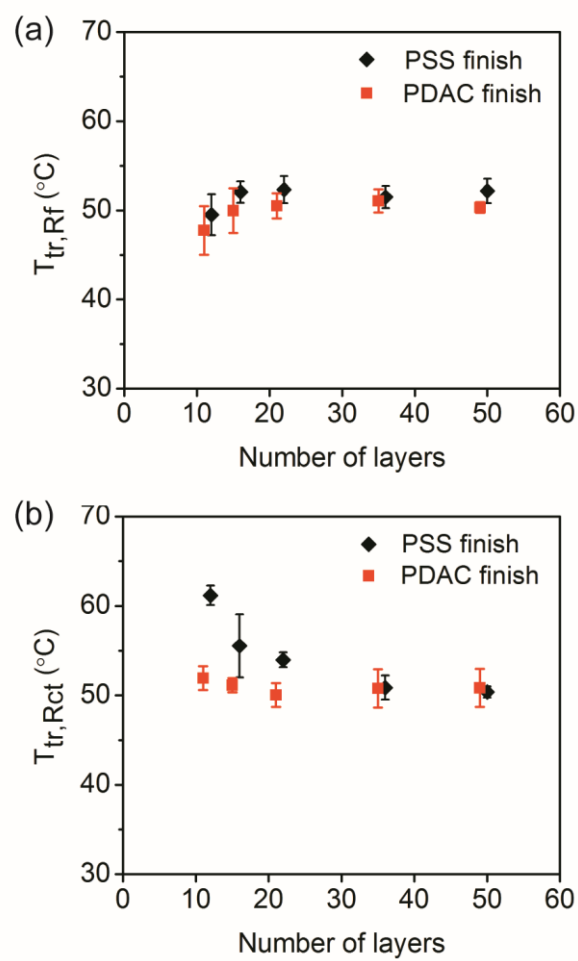 (a)
70
60
50
40
30
T_tr,Rf (°C)
PSS finish
PDAC finish
0 10 20 30 40 50 60
Number of layers
(b)
70
60
50
40
30
T_tr,Rct (°C)
PSS finish
PDAC finish
0 10 20 30 40 50 60
Number of layers